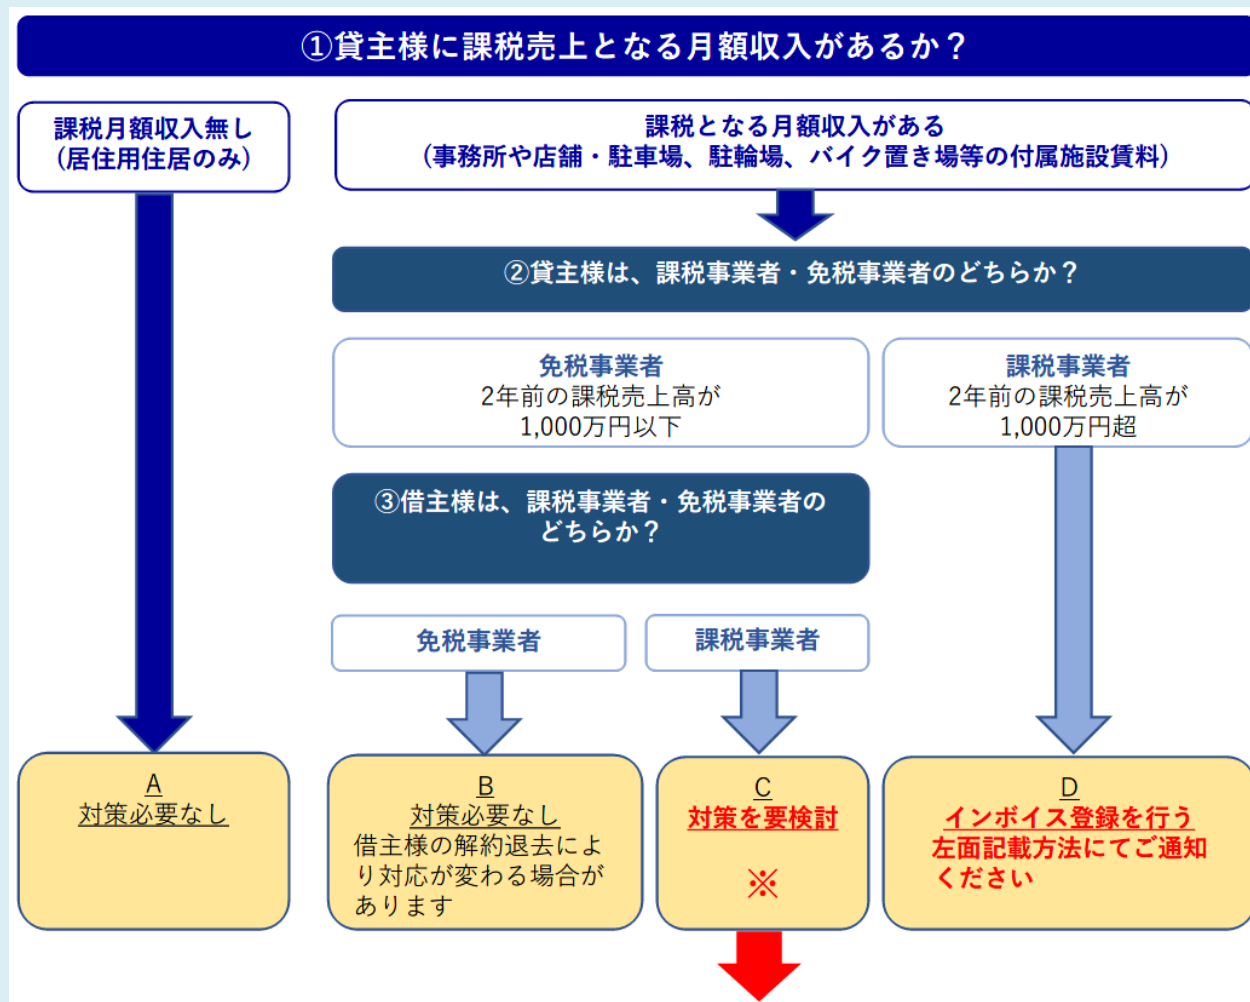 ①貸主様に課税売上となる月額収入があるか？
課税月額収入無し
(居住用住居のみ)
課税となる月額収入がある
(事務所や店舗・駐車場、駐輪場、バイク置き場等の付属施設賃料)
②貸主様は、課税事業者・免税事業者のどちらか？
免税事業者
2年前の課税売上高が
1,000万円以下
課税事業者
2年前の課税売上高が
1,000万円超
③借主様は、課税事業者・免税事業者の
どちらか？
免税事業者
課税事業者
A
対策必要なし
B
対策必要なし
借主様の解約退去によ
り対応が変わる場合が
あります
C
対策を要検討
※
D
インボイス登録を行う
左面記載方法にてご通知
ください